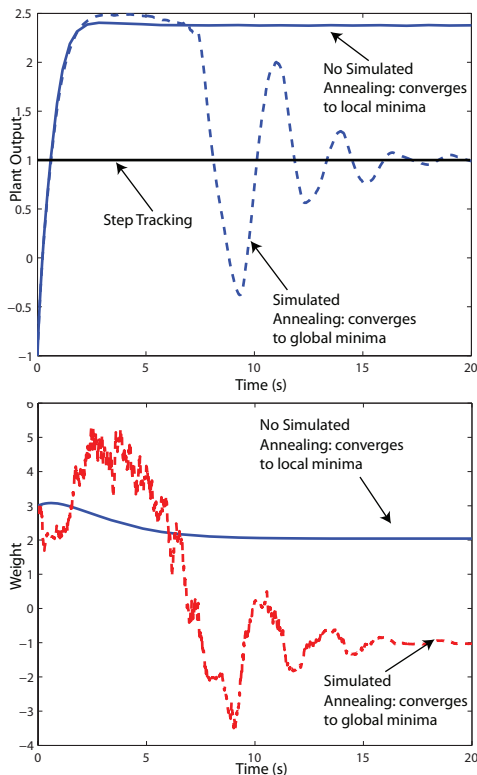 2.5
2
1.5
1
0.5
0
−0.5
−1
Plant Output
No Simulated
Annealing: converges
to local minima
Step Tracking
Simulated
Annealing: converges
to global minima
0
5
10
15
20
Time (s)
6
5
4
3
2
1
0
−1
−2
−3
−4
Weight
No Simulated
Annealing: converges
to local minima
Simulated
Annealing: converges
to global minima
0
5
10
15
20
Time (s)